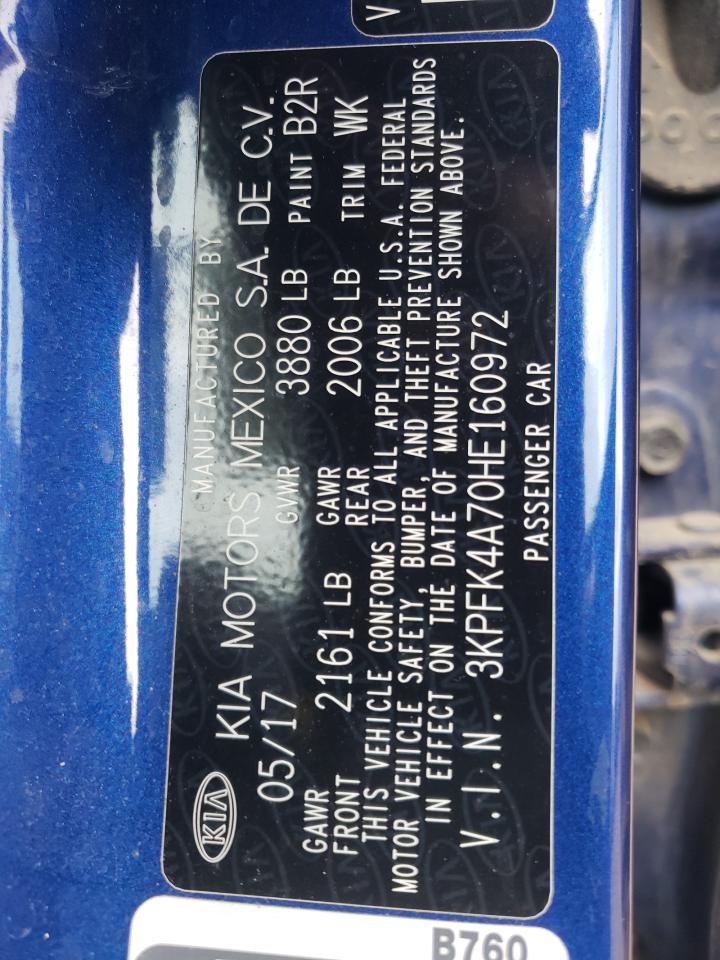 MANUFACTURED BY
KIA KIA MOTORS MEXICO S.A. DE C.V.
05/17 GVWR 3880 LB PAINT B2R
GAWR FRONT 2161 LB GAWR REAR 2006 LB TRIM WK
THIS VEHICLE CONFORMS TO ALL APPLICABLE U.S.A. FEDERAL
MOTOR VEHICLE SAFETY, BUMPER, AND THEFT PREVENTION STANDARDS
IN EFFECT ON THE DATE OF MANUFACTURE SHOWN ABOVE.
V.I.N. 3KPFK4A70HE160972
PASSENGER CAR
B760
V